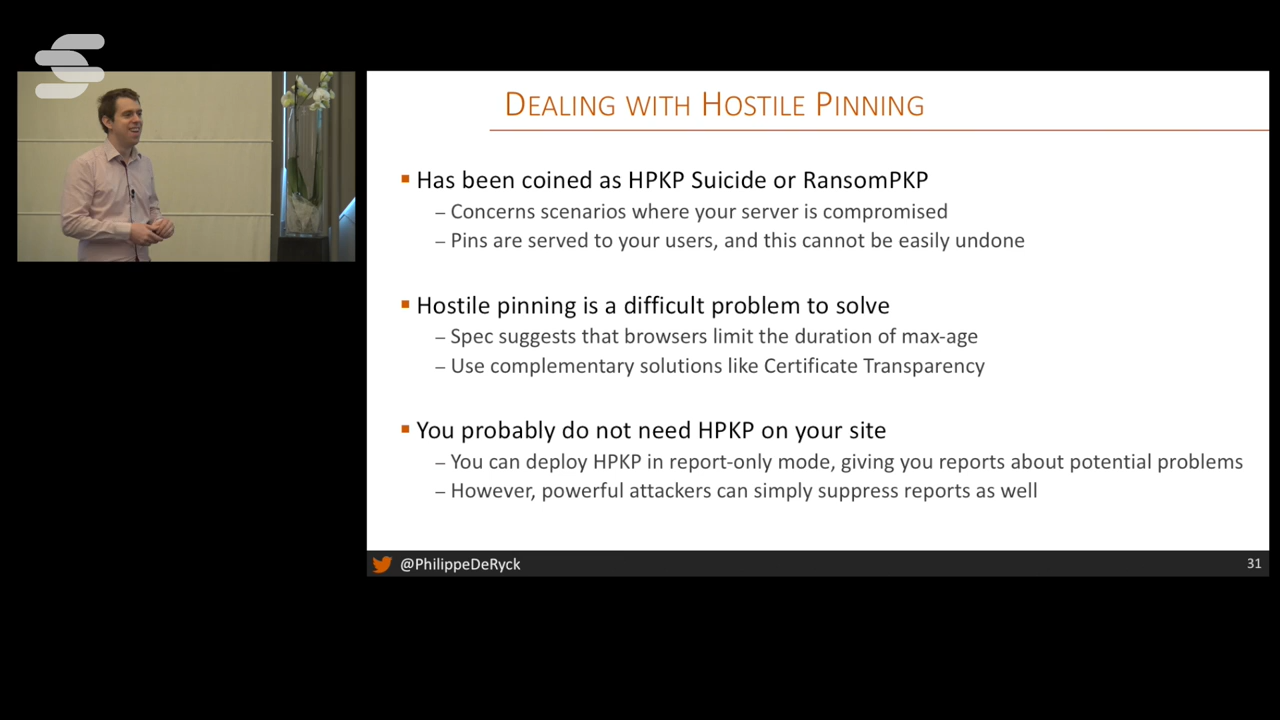 DEALING WITH HOSTILE PINNING
▪ Has been coined as HPKP Suicide or RansomPKP
– Concerns scenarios where your server is compromised
– Pins are served to your users, and this cannot be easily undone
▪ Hostile pinning is a difficult problem to solve
– Spec suggests that browsers limit the duration of max-age
– Use complementary solutions like Certificate Transparency
▪ You probably do not need HPKP on your site
– You can deploy HPKP in report-only mode, giving you reports about potential problems
– However, powerful attackers can simply suppress reports as well
@PhilippeDeRyck
31